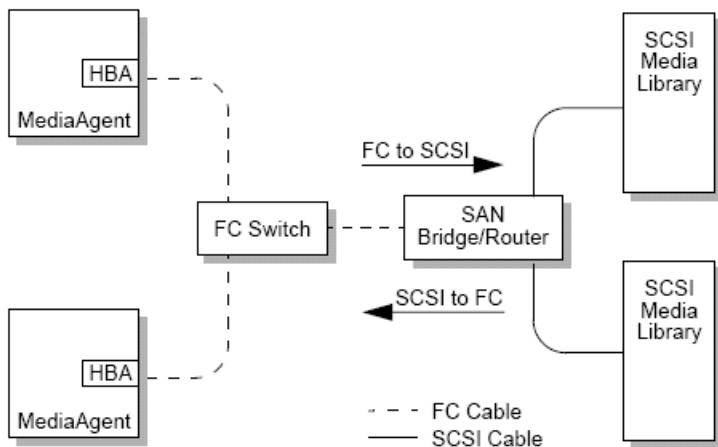 HBA
MediaAgent
SCSI
Media
Library
FC to SCSI
FC Switch
SAN
Bridge/Router
SCSI to FC
SCSI
Media
Library
HBA
MediaAgent
FC Cable
SCSI Cable